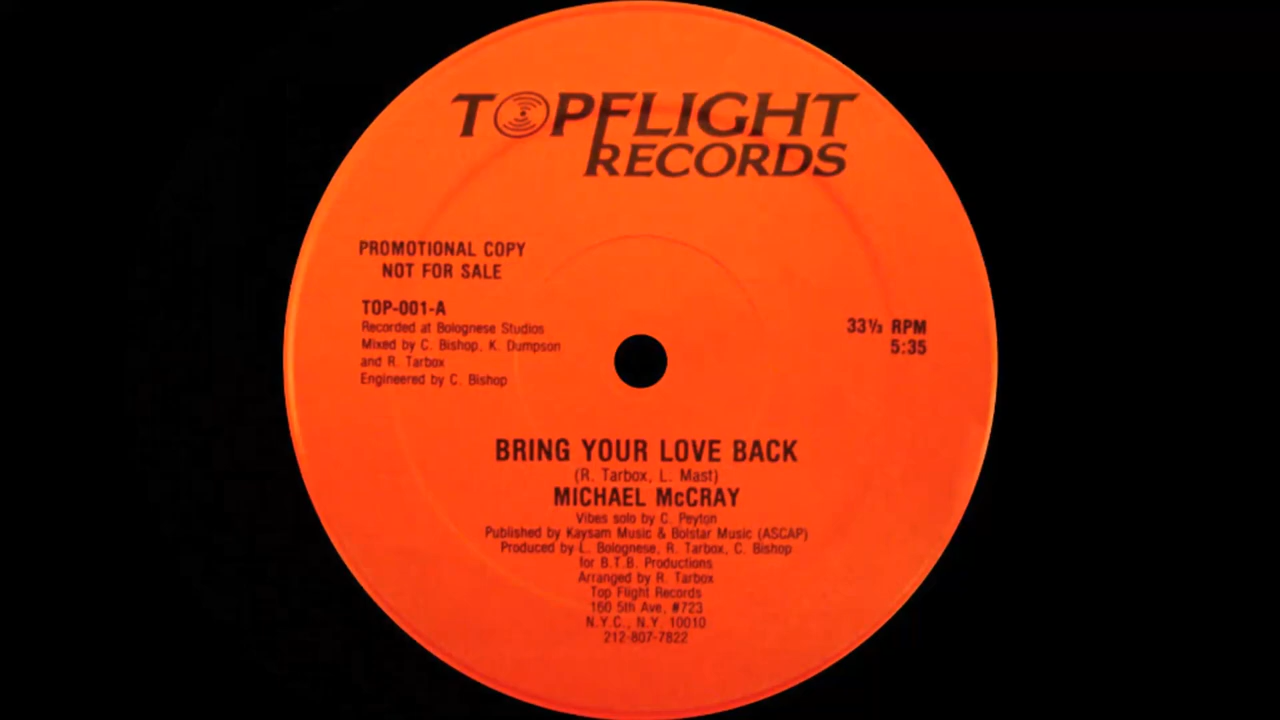 TOPFLIGHT
RECORDS
PROMOTIONAL COPY
NOT FOR SALE
TOP-001-A
Recorded at Bolognese Studios
Mixed by C. Bishop, K. Dumpson
and R. Tarbox
Engineered by C. Bishop
33⅓ RPM
5:35
BRING YOUR LOVE BACK
(R. Tarbox, L. Mast)
MICHAEL McCRAY
Vibes solo by C. Peyton
Published by Kaysam Music & Bolstar Music (ASCAP)
Produced by L. Bolognese, R. Tarbox, C. Bishop
for B.T.B. Productions
Arranged by R. Tarbox
Top Flight Records
160 5th Ave, #723
N.Y.C., N.Y. 10010
212-807-7822